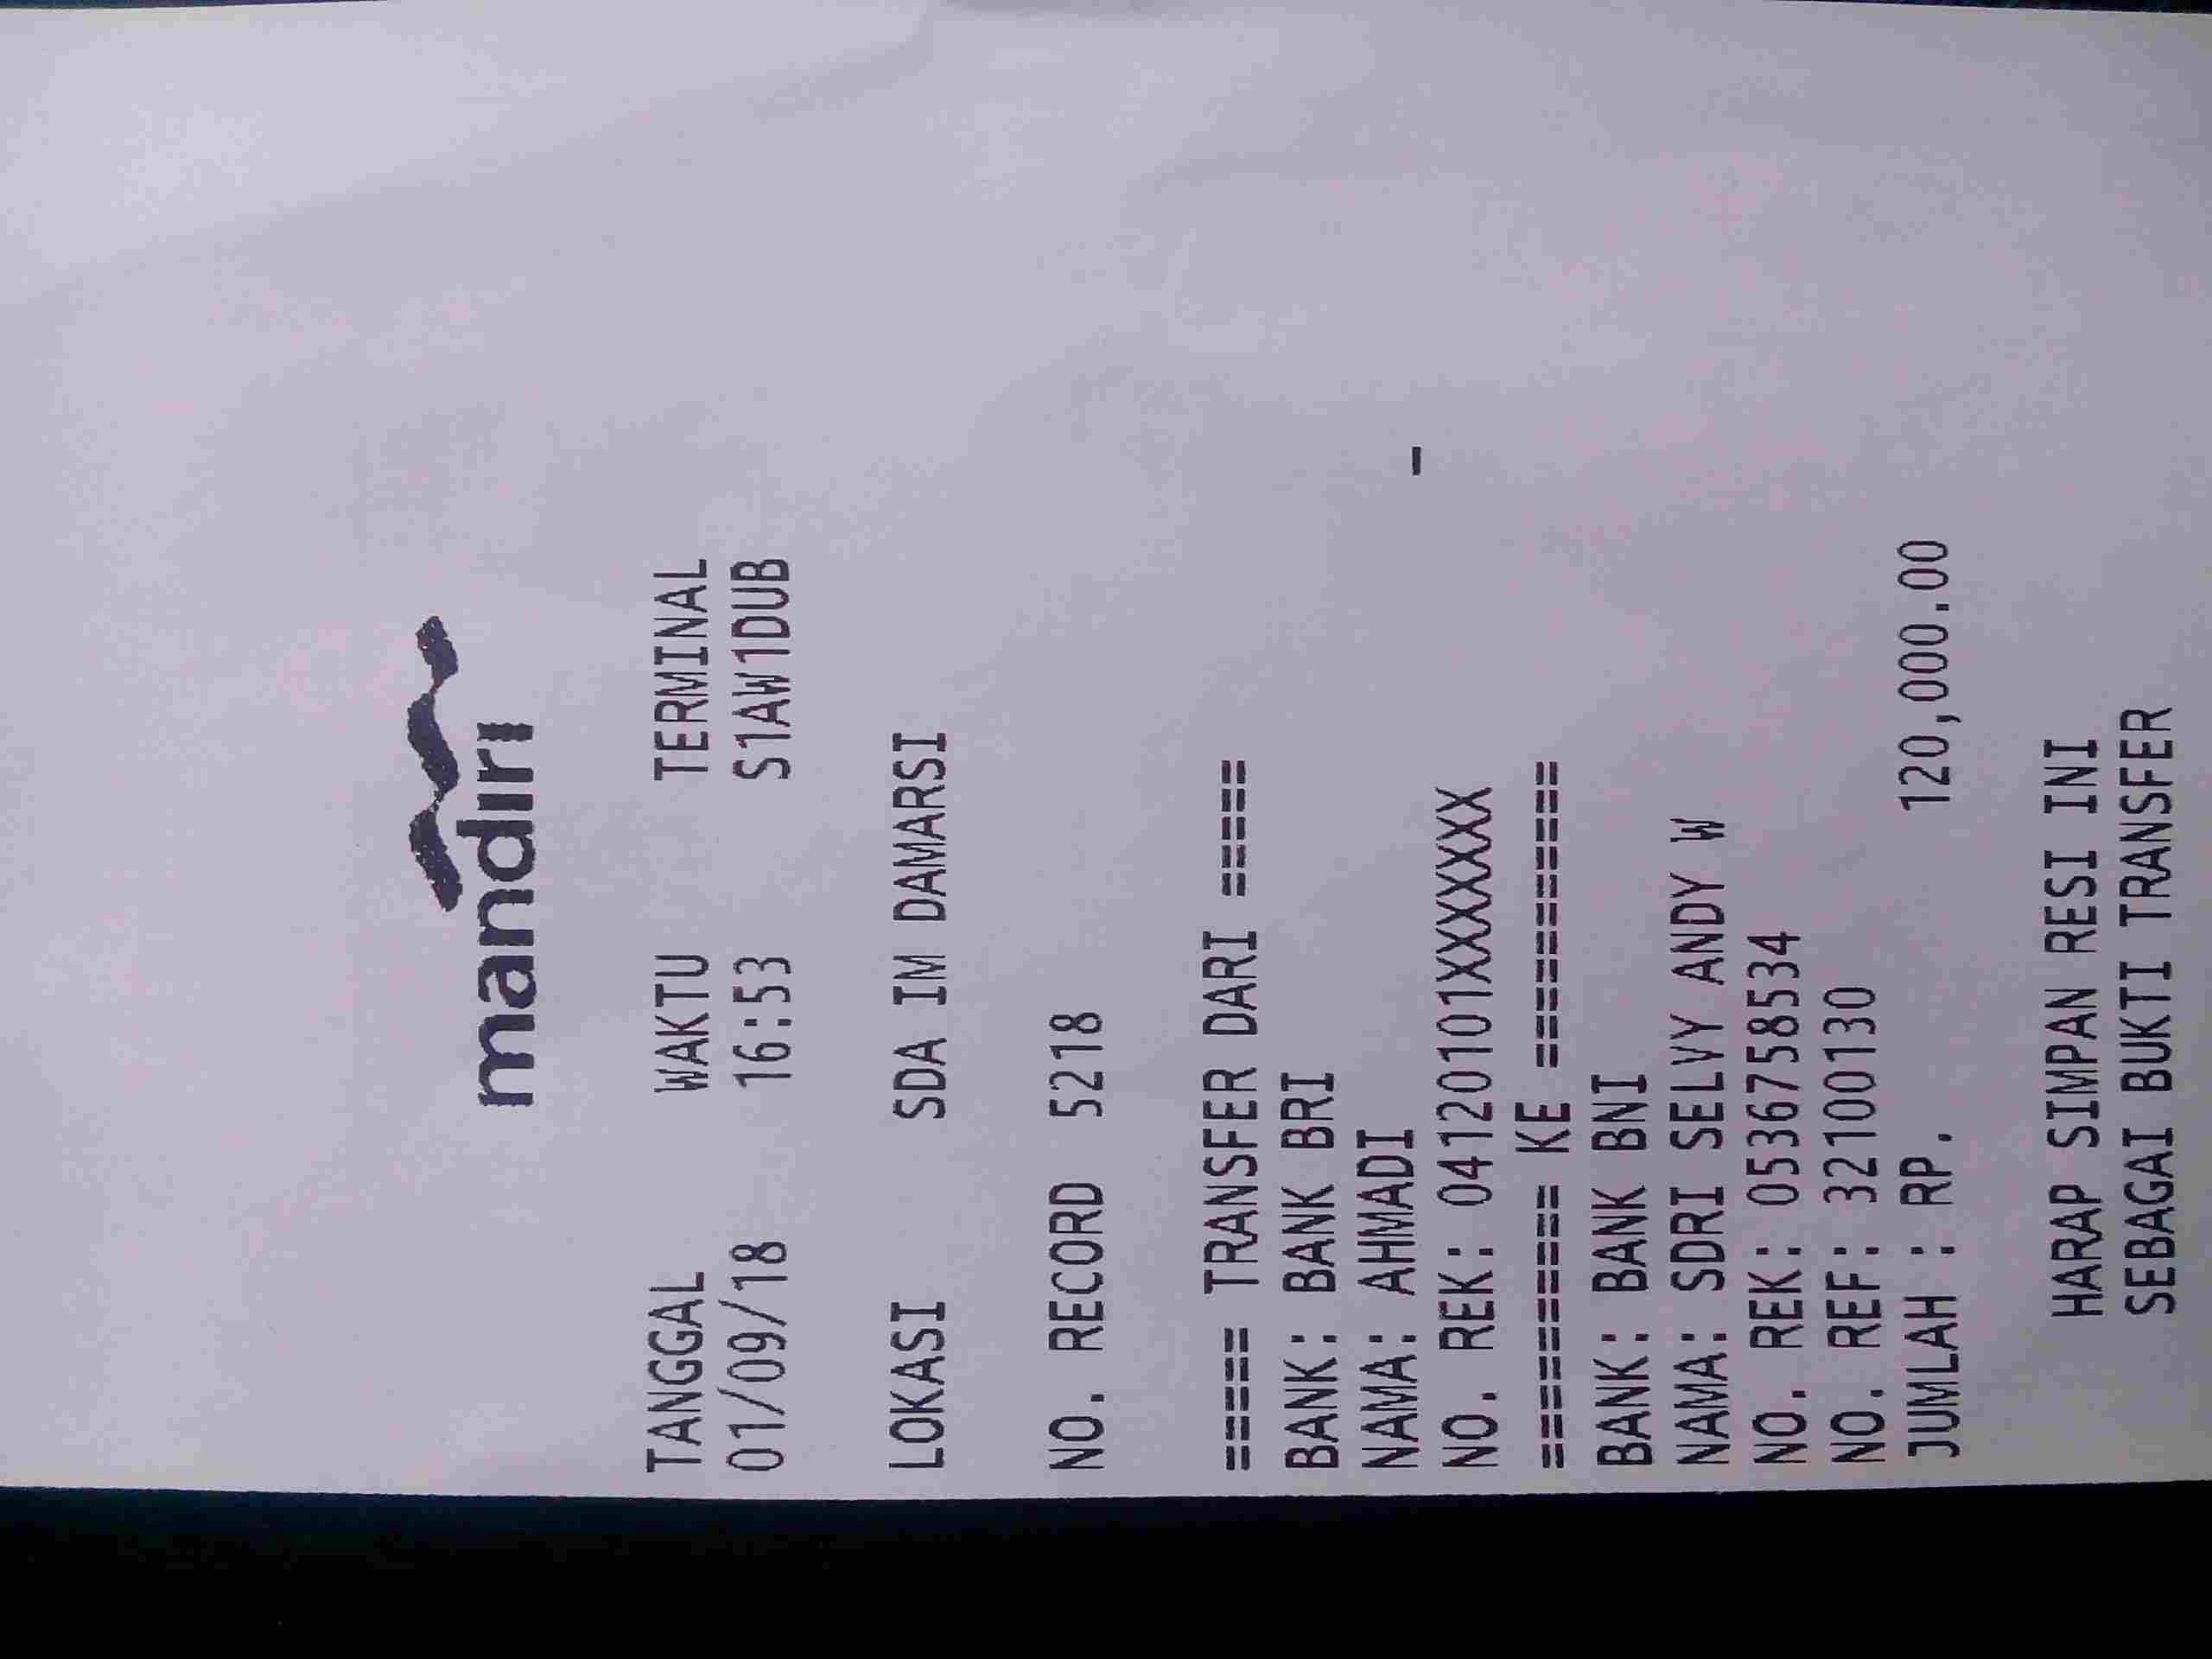 mandiri
TANGGAL WAKTU TERMINAL
01/09/18 16:53 S1AW1DUB
LOKASI SDA IM DAMARSI
NO. RECORD 5218
===== TRANSFER DARI =====
BANK: BANK BRI
NAMA: AHMADI
NO. REK: 04120101XXXXXXX
========== KE ===========
BANK: BANK BNI
NAMA: SDRI SELVY ANDY W
NO. REK: 0536758534
NO. REF: 32100130
JUMLAH : RP. 120,000.00
HARAP SIMPAN RESI INI
SEBAGAI BUKTI TRANSFER